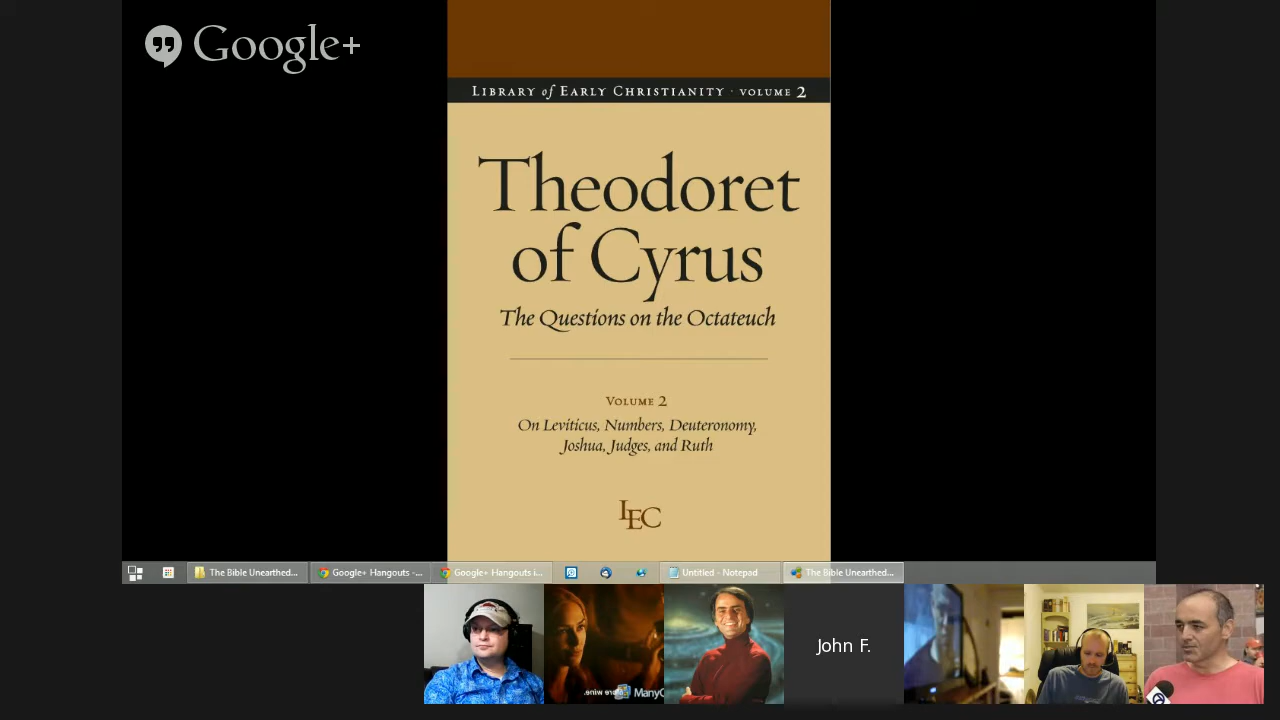 Google+
LIBRARY of EARLY CHRISTIANITY · VOLUME 2
Theodoret
of Cyrus
The Questions on the Octateuch
VOLUME 2
On Leviticus, Numbers, Deuteronomy,
Joshua, Judges, and Ruth
LEC
The Bible Unearthed...
Google+ Hangouts -...
Google+ Hangouts i...
Untitled - Notepad
The Bible Unearthed...
John F.
ManyC